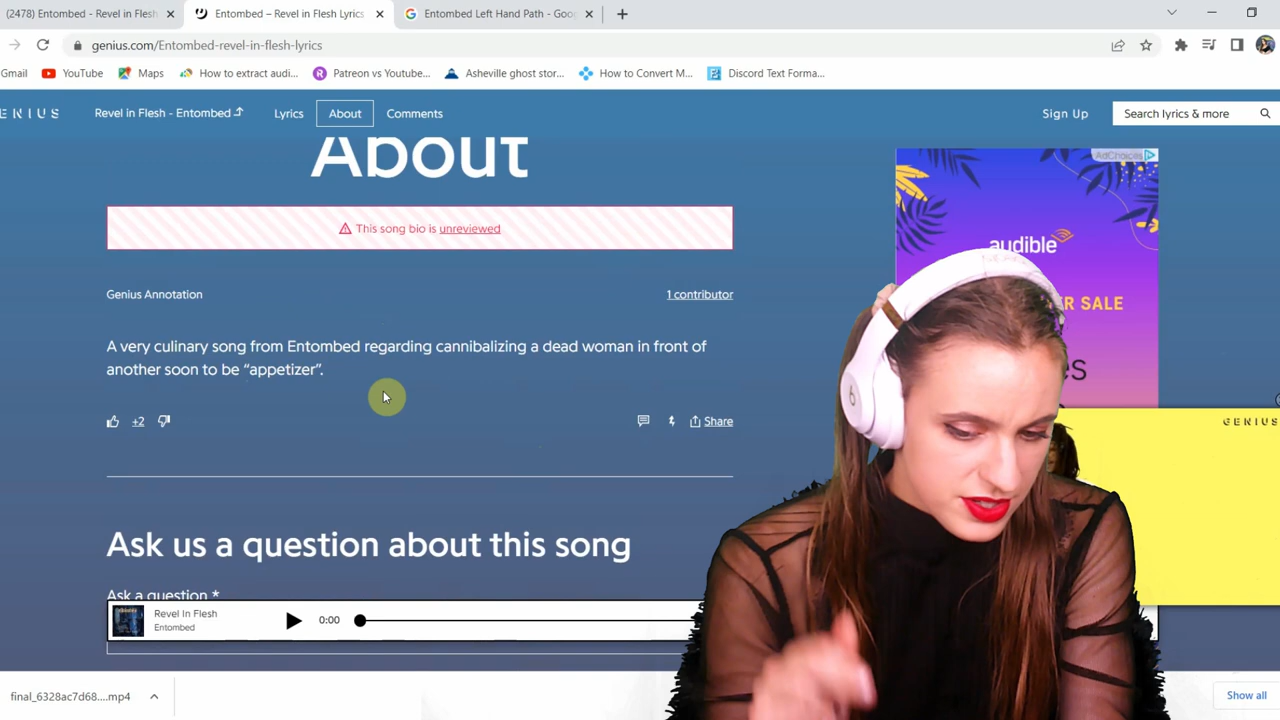 (2478) Entombed - Revel in Flesh
Entombed – Revel in Flesh Lyrics
Entombed Left Hand Path - Goo
genius.com/Entombed-revel-in-flesh-lyrics
Gmail
YouTube
Maps
How to extract audi...
Patreon vs Youtube...
Asheville ghost stor...
How to Convert M...
Discord Text Forma...
ENIUS
Revel in Flesh - Entombed
Lyrics
About
Comments
Sign Up
Search lyrics & more
About
AdChoices
This song bio is unreviewed
audible
Genius Annotation
1 contributor
ER SALE
A very culinary song from Entombed regarding cannibalizing a dead woman in front of
another soon to be “appetizer”.
es
+2
Share
GENIUS
Ask us a question about this song
Ask a question *
Revel In Flesh
Entombed
0:00
final_6328ac7d68....mp4
Show all